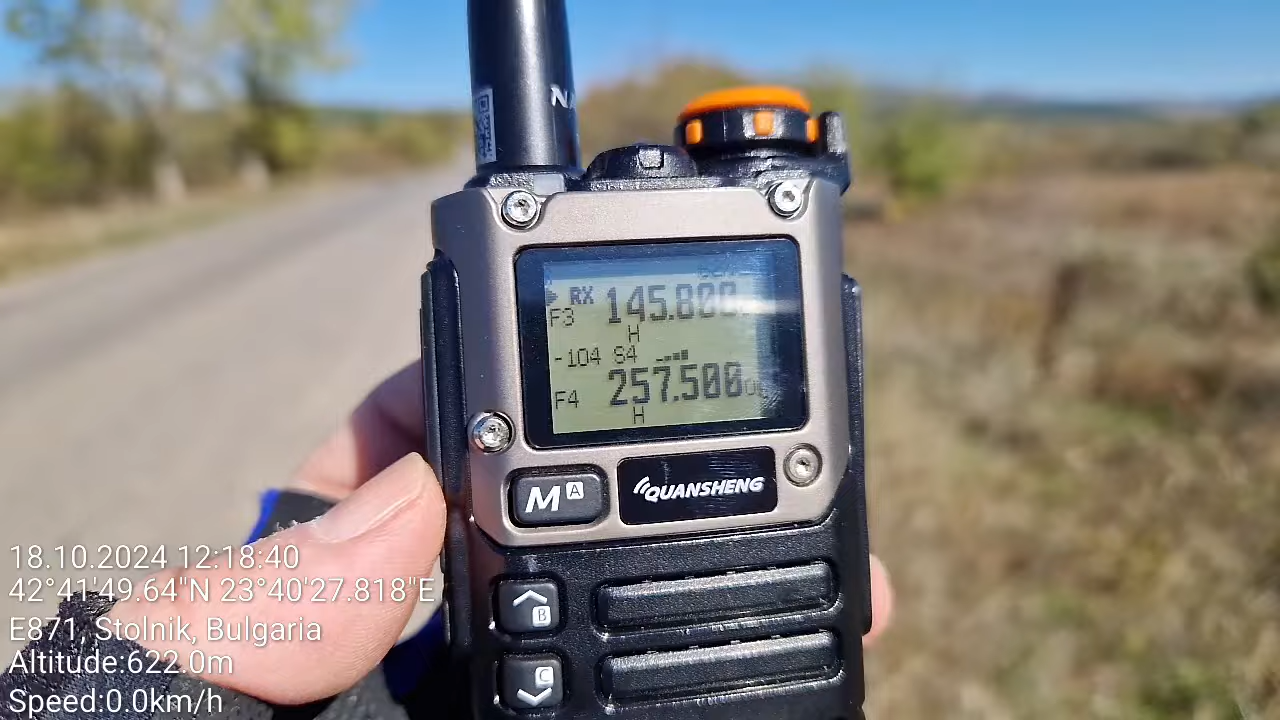 NA
RX 145.800
F3
H
-104 S4
F4 257.500
H
M A
QUANSHENG
B
C
18.10.2024 12:18:40
42°41'49.64"N 23°40'27.818"E
E871, Stolnik, Bulgaria
Altitude:622.0m
Speed:0.0km/h